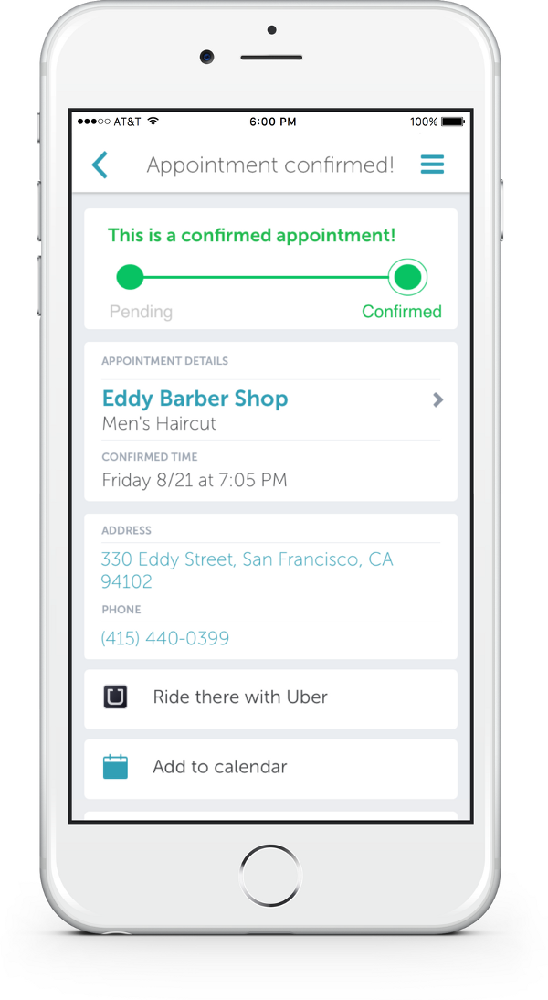 AT&T 6:00 PM 100%
Appointment confirmed!
This is a confirmed appointment!
Pending Confirmed
APPOINTMENT DETAILS
Eddy Barber Shop
Men's Haircut
CONFIRMED TIME
Friday 8/21 at 7:05 PM
ADDRESS
330 Eddy Street, San Francisco, CA
94102
PHONE
(415) 440-0399
Ride there with Uber
Add to calendar